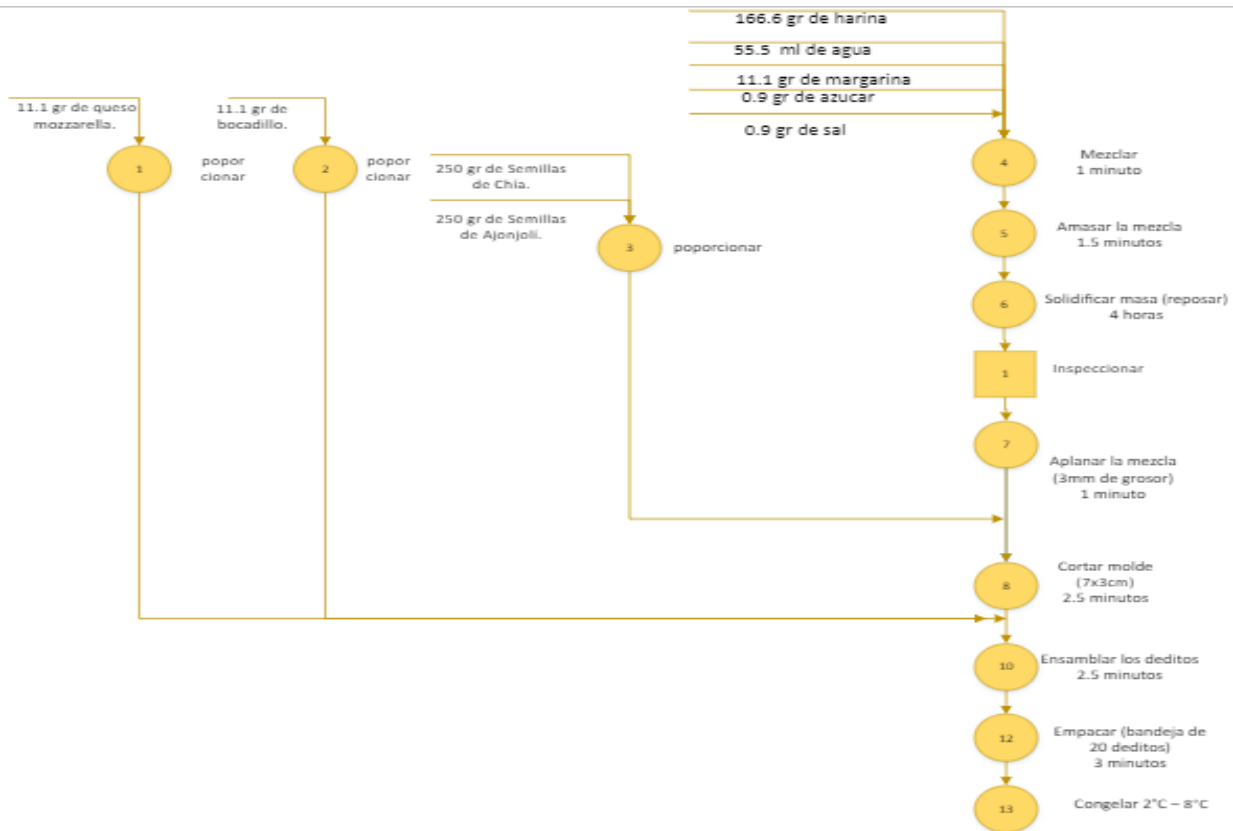 166.6 gr de harina
55.5 ml de agua
11.1 gr de margarina
0.9 gr de azucar
0.9 gr de sal
11.1 gr de queso
mozzarella.
11.1 gr de
bocadillo.
1
popor
cionar
2
popor
cionar
250 gr de Semillas
de Chia.
250 gr de Semillas
de Ajonjolí.
3
poporcionar
4
Mezclar
1 minuto
5
Amasar la mezcla
1.5 minutos
6
Solidificar masa (reposar)
4 horas
1
Inspeccionar
7
Aplanar la mezcla
(3mm de grosor)
1 minuto
8
Cortar molde
(7x3cm)
2.5 minutos
10
Ensamblar los deditos
2.5 minutos
12
Empacar (bandeja de
20 deditos)
3 minutos
13
Congelar 2°C – 8°C